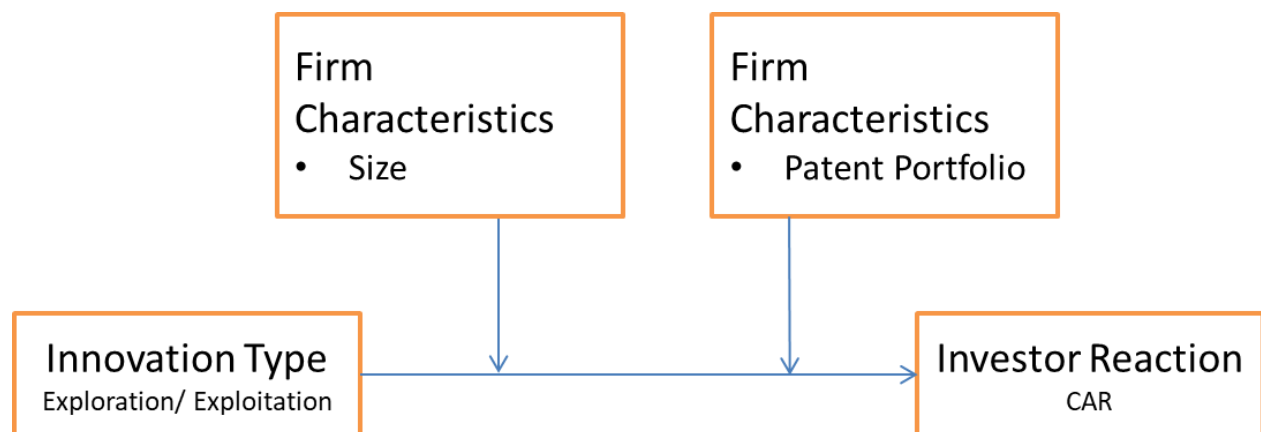 Firm
Characteristics
• Size
Firm
Characteristics
• Patent Portfolio
Innovation Type
Exploration/ Exploitation
Investor Reaction
CAR